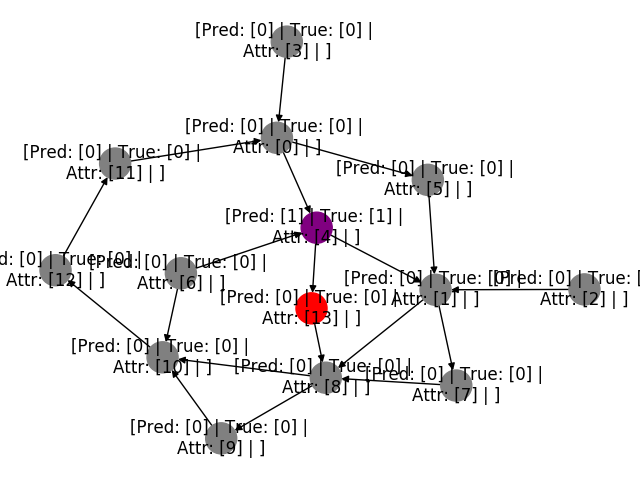 [Pred: [0] | True: [0] |
Attr: [3] | ]
[Pred: [0] | True: [0] |
Attr: [0] | ]
[Pred: [0] | True: [0] |
Attr: [11] | ]
[Pred: [0] | True: [0] |
Attr: [5] | ]
[Pred: [1] | True: [1] |
Attr: [4] | ]
d: [0] | True: [0] |
Attr: [12] | ]
[Pred: [0] | True: [0] |
Attr: [6] | ]
[Pred: [0] | True: [0] |
Attr: [1] | ]
[Pred: [0] | True: [
Attr: [2] | ]
[Pred: [0] | True: [0] |
Attr: [13] | ]
[Pred: [0] | True: [0] |
Attr: [10] | ]
[Pred: [0] | True: [0] |
Attr: [8] | ]
[Pred: [0] | True: [0] |
Attr: [7] | ]
[Pred: [0] | True: [0] |
Attr: [9] | ]